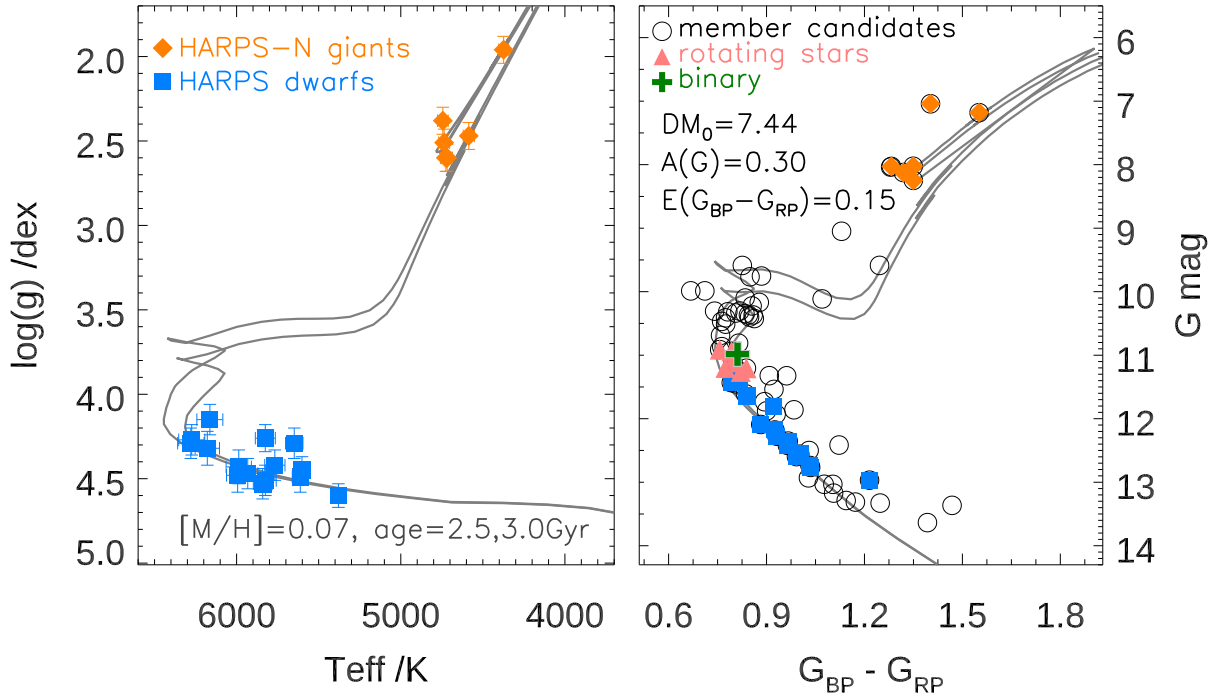 HARPS-N giants
HARPS dwarfs
[M/H]=0.07, age=2.5,3.0Gyr
log(g) /dex
2.0
2.5
3.0
3.5
4.0
4.5
5.0
6000 5000 4000
Teff /K
member candidates
rotating stars
binary
DM0=7.44
A(G)=0.30
E(GBP-GRP)=0.15
0.6 0.9 1.2 1.5 1.8
GBP - GRP
6
7
8
9
10
11
12
13
14
G mag